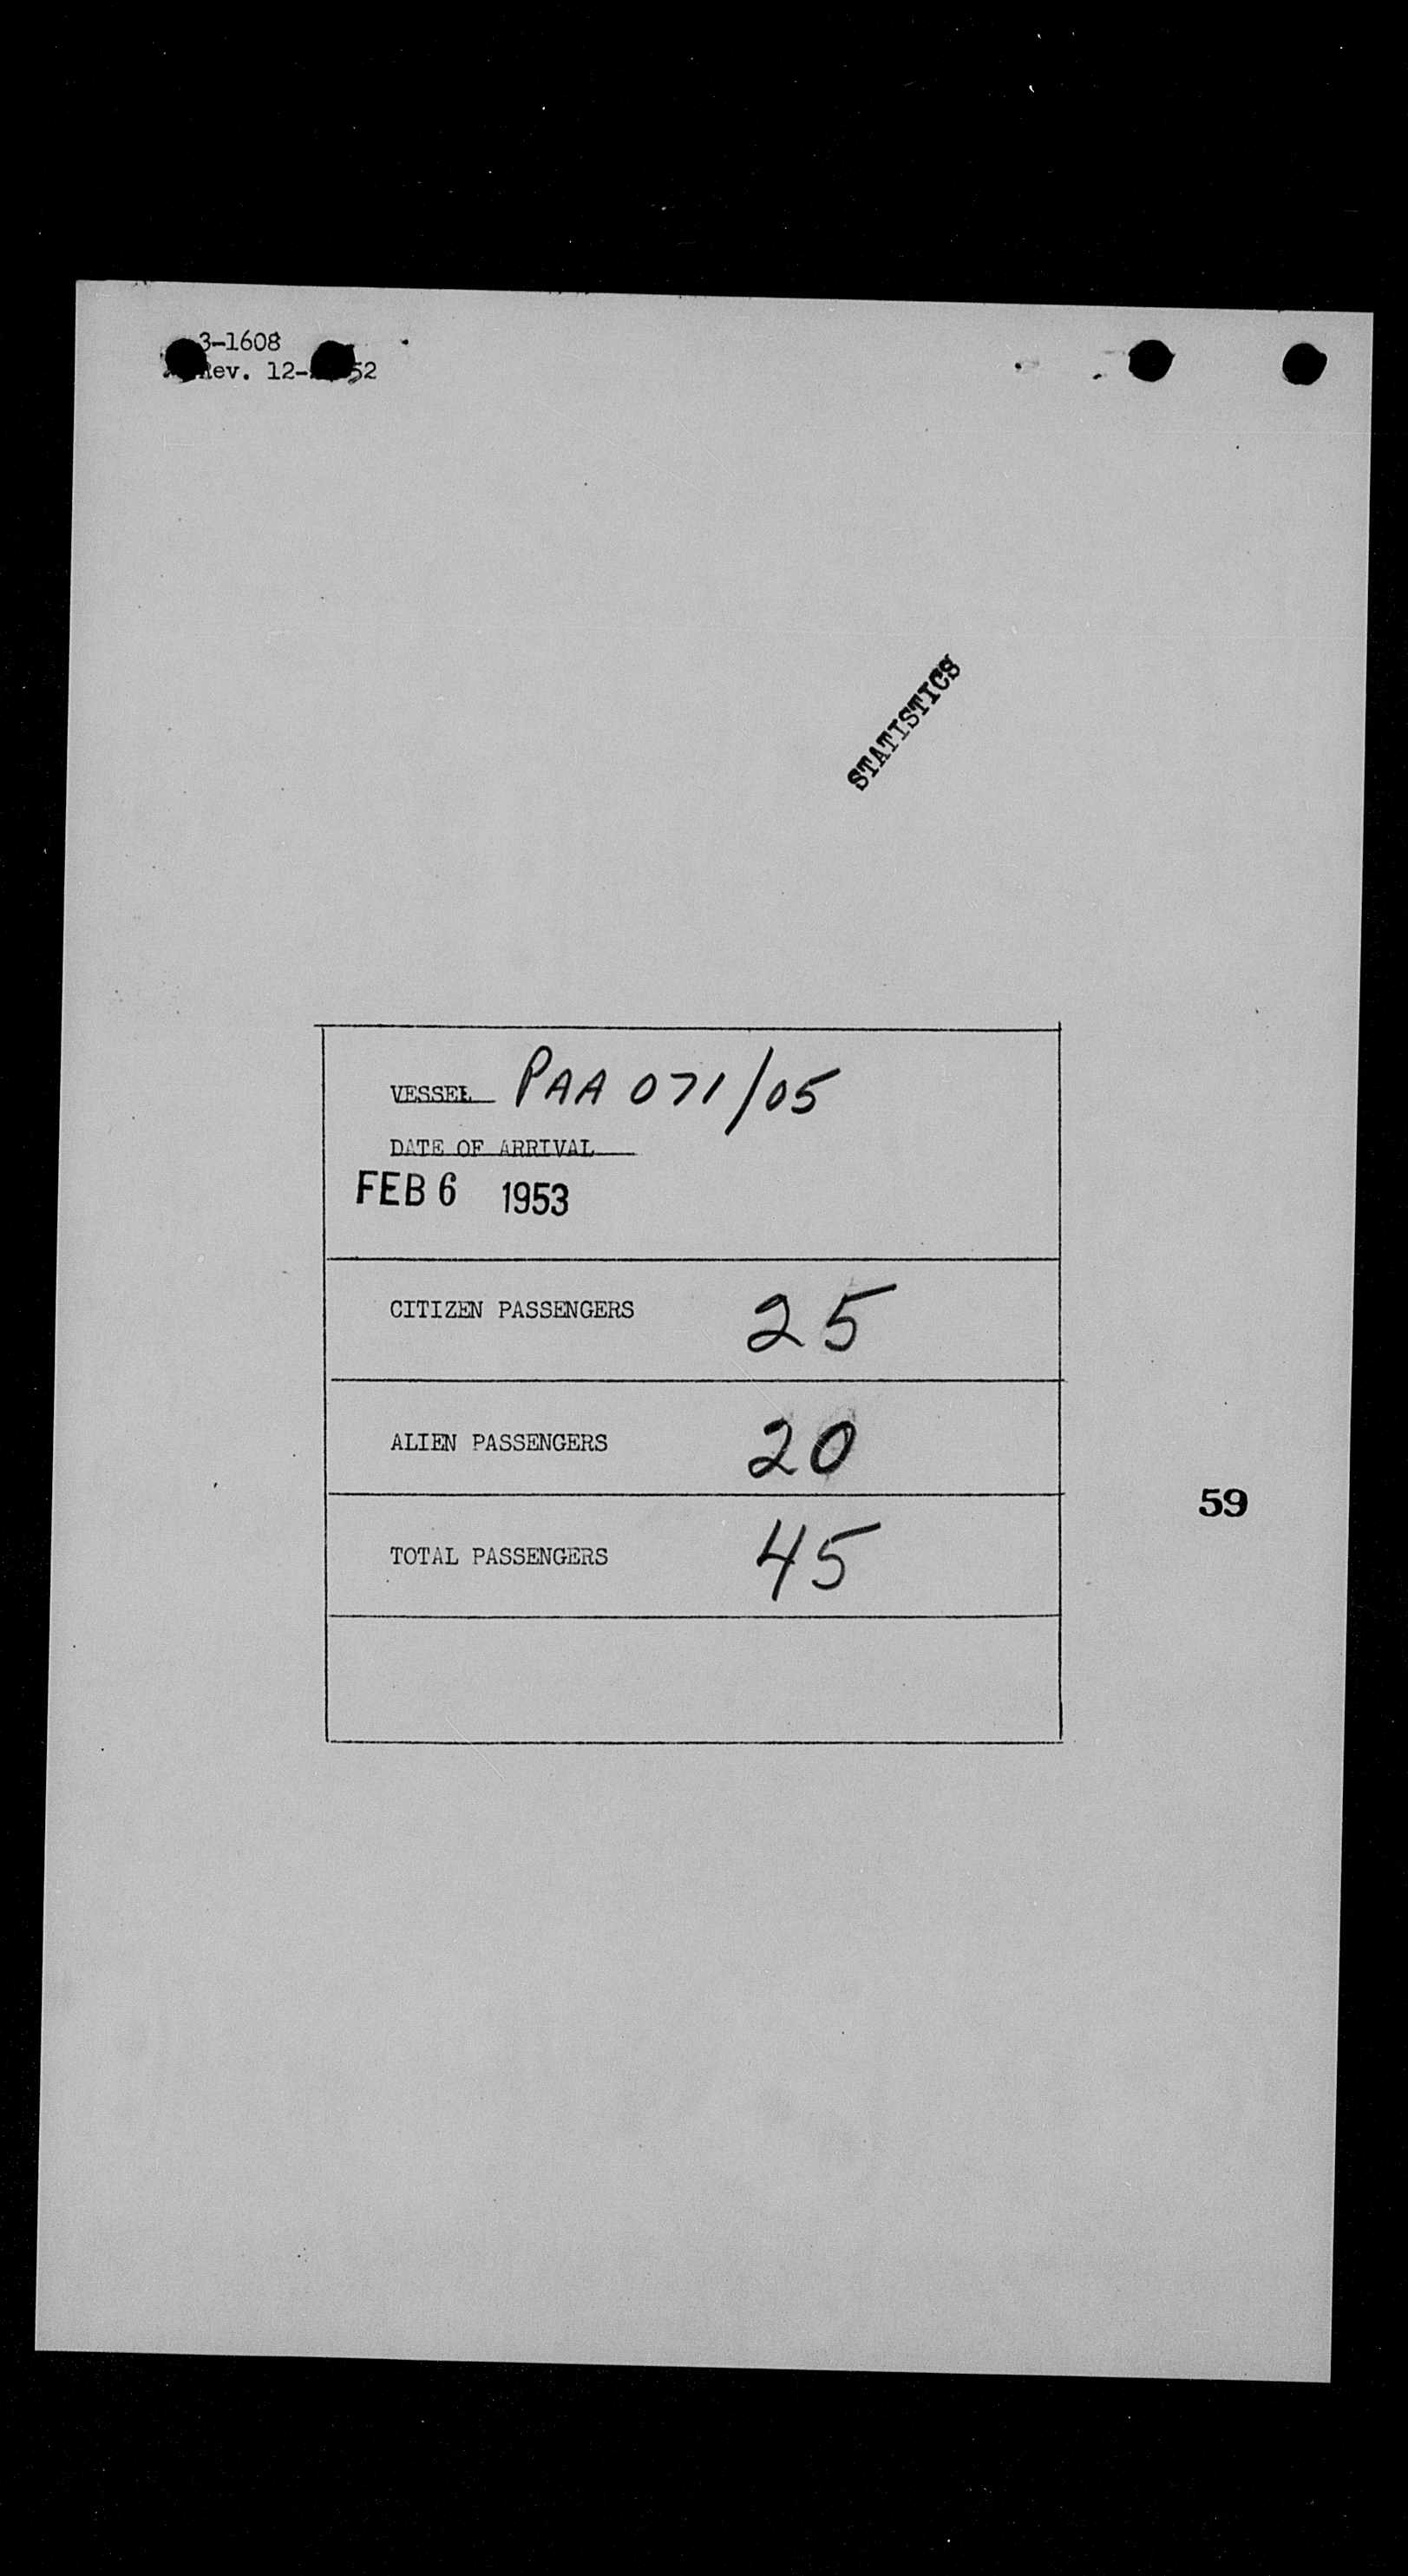 3-1608
Rev. 12- 52
STATISTICS
VESSEL PAA 071/05
DATE OF ARRIVAL
FEB 6 1953
CITIZEN PASSENGERS 25
ALIEN PASSENGERS 20
59
TOTAL PASSENGERS 45